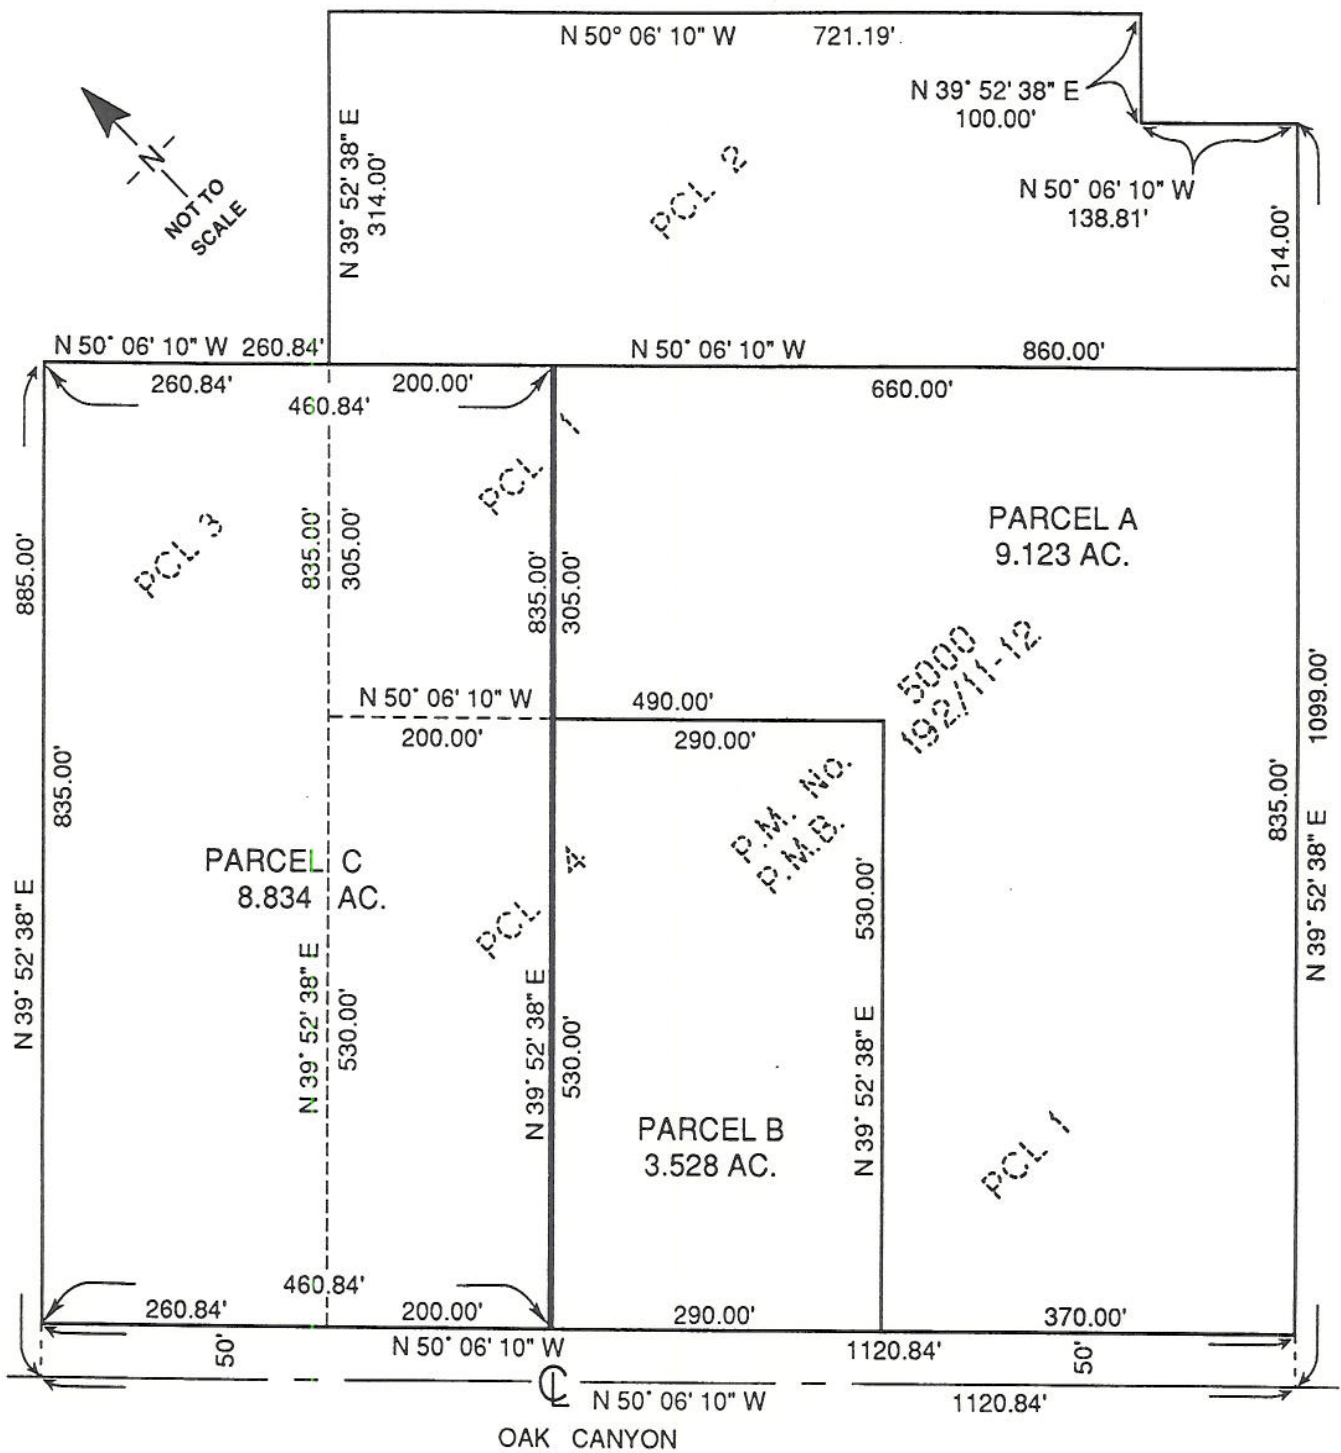 N 50° 06' 10" W 721.19'
N 39° 52' 38" E
100.00'
N 50° 06' 10" W
138.81'
N
NOT TO
SCALE
N 39° 52' 38" E
314.00'
PCL 2
214.00'
N 50° 06' 10" W 260.84'
N 50° 06' 10" W 860.00'
260.84'
200.00'
460.84'
660.00'
PCL 1
PCL 3
885.00'
835.00'
305.00'
835.00'
305.00'
PARCEL A
9.123 AC.
5000
192/11-12
N 50° 06' 10" W 490.00'
200.00'
290.00'
P.M. No.
P.M.B.
835.00'
835.00'
N 39° 52' 38" E 1099.00'
PARCEL C
8.834 AC.
PCL 4
530.00'
N 39° 52' 38" E
N 39° 52' 38" E
530.00'
N 39° 52' 38" E
530.00'
N 39° 52' 38" E
PARCEL B
3.528 AC.
PCL 1
460.84'
260.84'
200.00'
290.00'
370.00'
50'
N 50° 06' 10" W 1120.84'
50'
CL
N 50° 06' 10" W 1120.84'
OAK CANYON